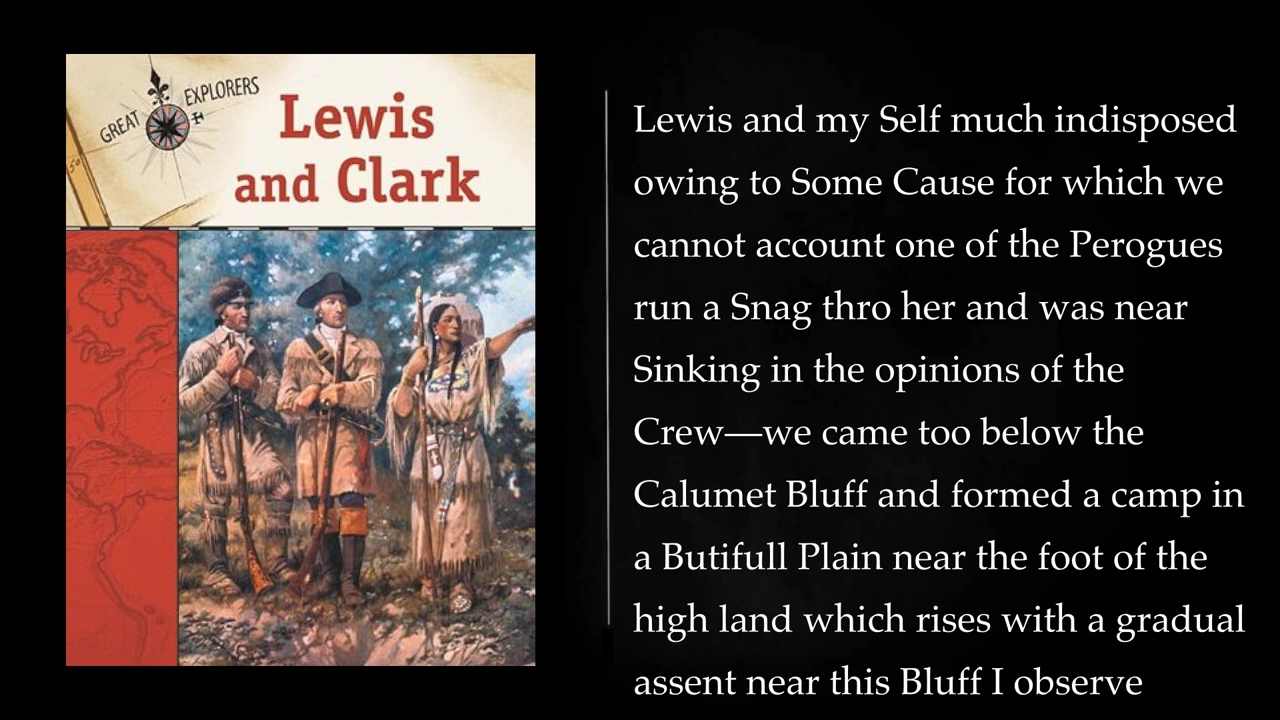 GREAT EXPLORERS
Lewis
and Clark
Lewis and my Self much indisposed
owing to Some Cause for which we
cannot account one of the Perogues
run a Snag thro her and was near
Sinking in the opinions of the
Crew—we came too below the
Calumet Bluff and formed a camp in
a Butifull Plain near the foot of the
high land which rises with a gradual
assent near this Bluff I observe